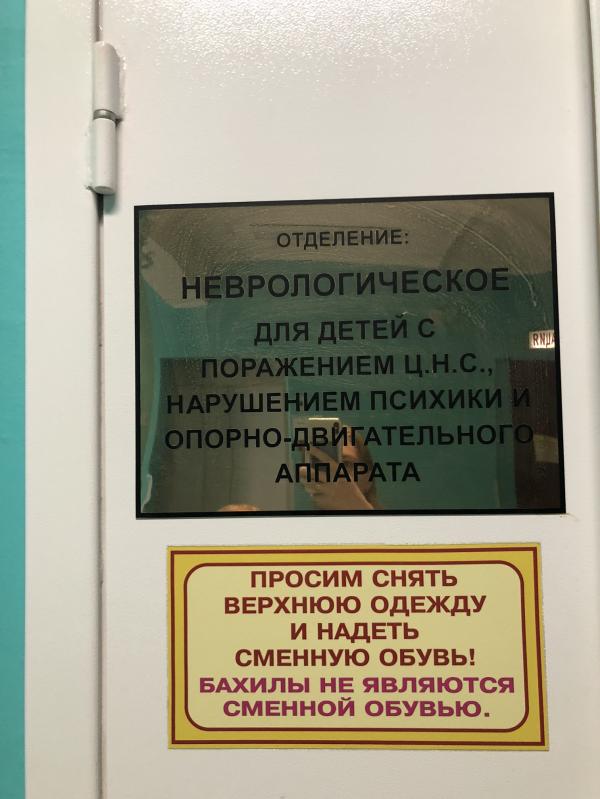 ОТДЕЛЕНИЕ:
НЕВРОЛОГИЧЕСКОЕ
ДЛЯ ДЕТЕЙ С
ПОРАЖЕНИЕМ Ц.Н.С.,
НАРУШЕНИЕМ ПСИХИКИ И
ОПОРНО-ДВИГАТЕЛЬНОГО
АППАРАТА
ПРОСИМ СНЯТЬ
ВЕРХНЮЮ ОДЕЖДУ
И НАДЕТЬ
СМЕННУЮ ОБУВЬ!
БАХИЛЫ НЕ ЯВЛЯЮТСЯ
СМЕННОЙ ОБУВЬЮ.